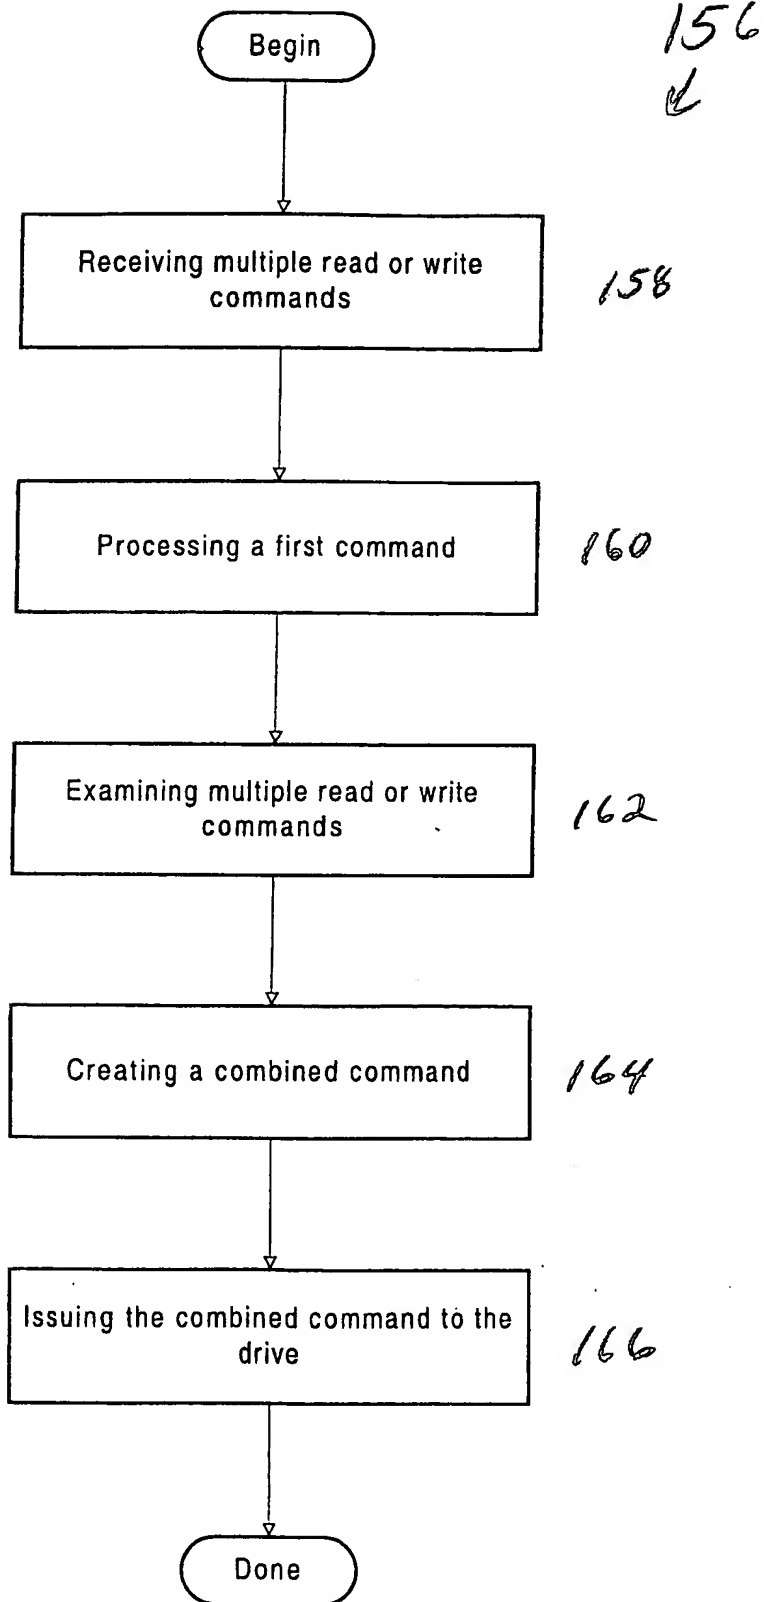 Begin
156
Receiving multiple read or write
commands
158
Processing a first command
160
Examining multiple read or write
commands
162
Creating a combined command
164
Issuing the combined command to the
drive
166
Done